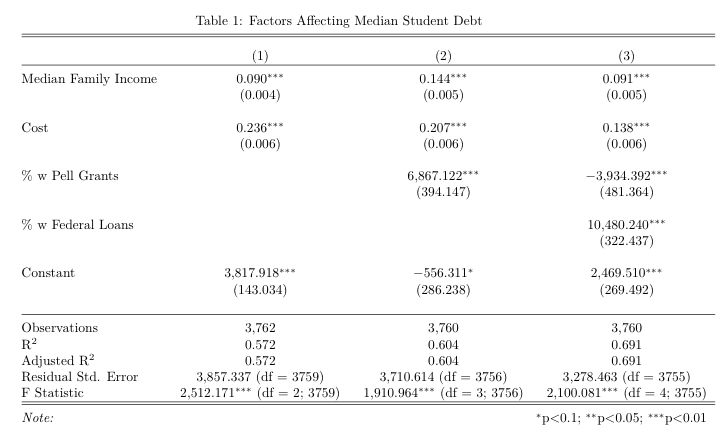 Table 1: Factors Affecting Median Student Debt
(1) (2) (3)
Median Family Income 0.090*** 0.144*** 0.091***
(0.004) (0.005) (0.005)
Cost 0.236*** 0.207*** 0.138***
(0.006) (0.006) (0.006)
% w Pell Grants 6,867.122*** −3,934.392***
(394.147) (481.364)
% w Federal Loans 10,480.240***
(322.437)
Constant 3,817.918*** −556.311* 2,469.510***
(143.034) (286.238) (269.492)
Observations 3,762 3,760 3,760
R2 0.572 0.604 0.691
Adjusted R2 0.572 0.604 0.691
Residual Std. Error 3,857.337 (df = 3759) 3,710.614 (df = 3756) 3,278.463 (df = 3755)
F Statistic 2,512.171*** (df = 2; 3759) 1,910.964*** (df = 3; 3756) 2,100.081*** (df = 4; 3755)
Note: *p<0.1; **p<0.05; ***p<0.01